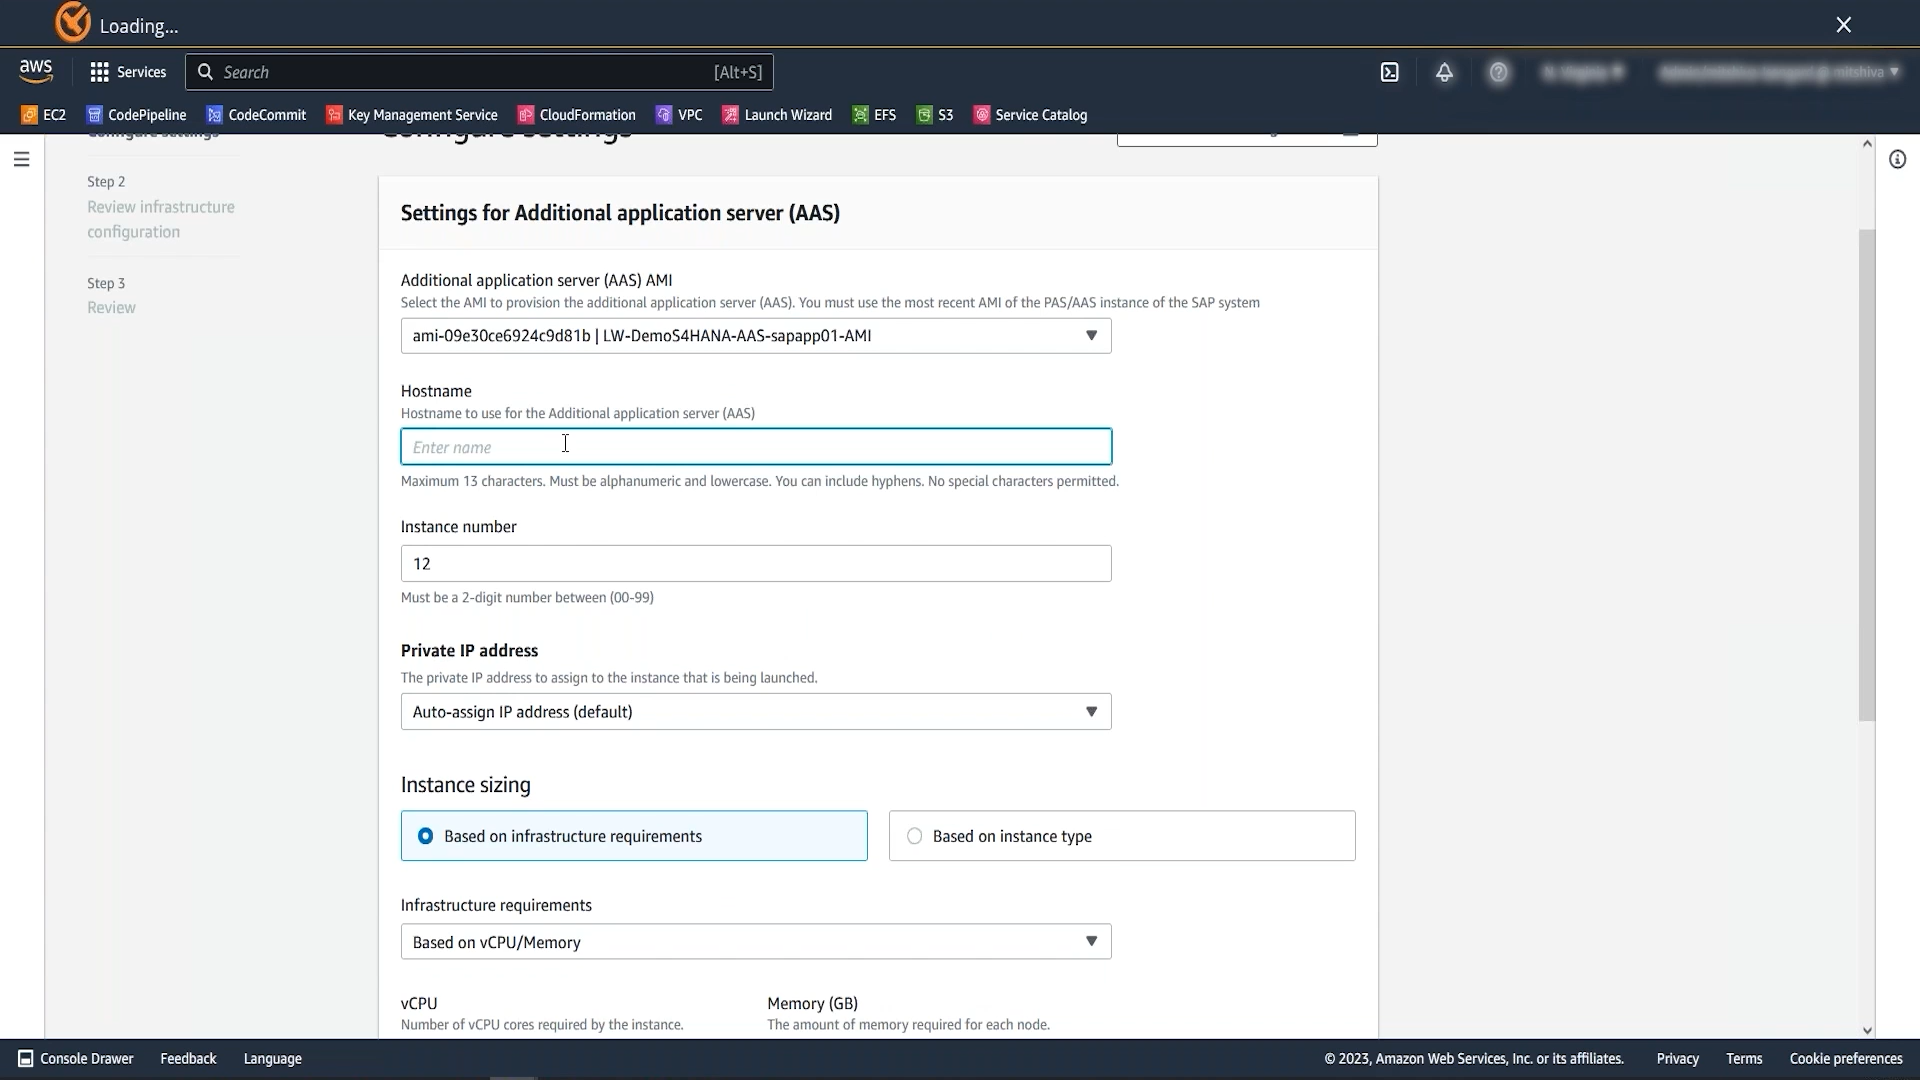 Loading...
aws
Services
Search
[Alt+S]
EC2
CodePipeline
CodeCommit
Key Management Service
CloudFormation
VPC
Launch Wizard
EFS
S3
Service Catalog
Configure settings
Step 2
Review infrastructure
configuration
Step 3
Review
Configure settings
Settings for Additional application server (AAS)
Additional application server (AAS) AMI
Select the AMI to provision the additional application server (AAS). You must use the most recent AMI of the PAS/AAS instance of the SAP system
ami-09e30ce6924c9d81b | LW-DemoS4HANA-AAS-sapapp01-AMI
Hostname
Hostname to use for the Additional application server (AAS)
Enter name
Maximum 13 characters. Must be alphanumeric and lowercase. You can include hyphens. No special characters permitted.
Instance number
12
Must be a 2-digit number between (00-99)
Private IP address
The private IP address to assign to the instance that is being launched.
Auto-assign IP address (default)
Instance sizing
Based on infrastructure requirements
Based on instance type
Infrastructure requirements
Based on vCPU/Memory
vCPU
Memory (GB)
Number of vCPU cores required by the instance.
The amount of memory required for each node.
Console Drawer
Feedback
Language
© 2023, Amazon Web Services, Inc. or its affiliates.
Privacy
Terms
Cookie preferences